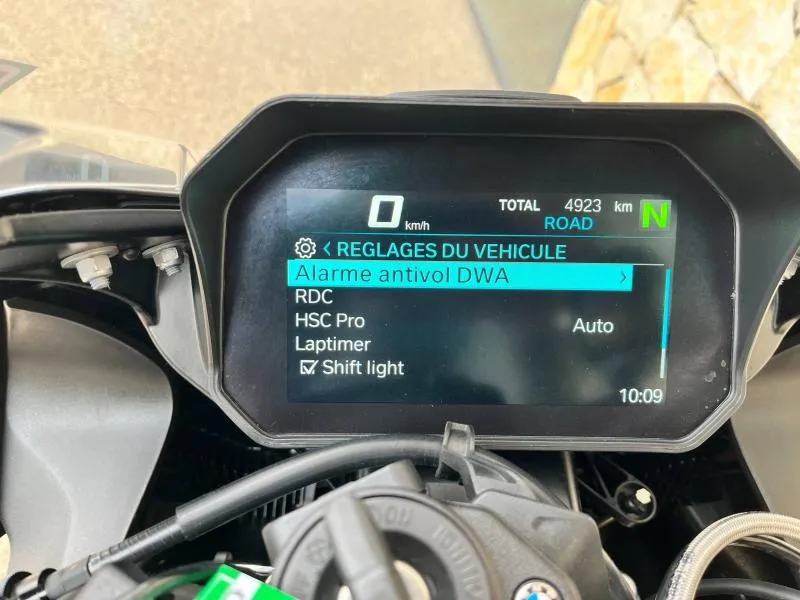 0 km/h TOTAL 4923 km N
ROAD
< REGLAGES DU VEHICULE
Alarme antivol DWA >
RDC
HSC Pro Auto
Laptimer
Shift light
10:09